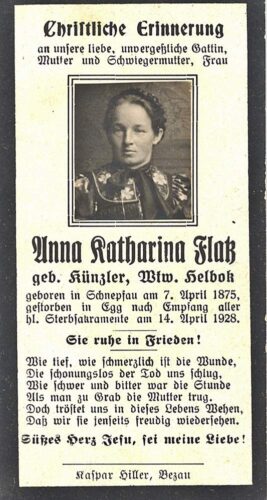 Christliche Erinnerung
an unsere liebe, unvergeßliche Gattin,
Mutter und Schwiegermutter, Frau
Anna Katharina Flatz
geb. Künzler, Wtw. Helbok
geboren in Schnepfau am 7. April 1875,
gestorben in Egg nach Empfang aller
hl. Sterbsakramente am 14. April 1928.
Sie ruhe in Frieden!
Wie tief, wie schmerzlich ist die Wunde,
Die schonungslos der Tod uns schlug,
Wie schwer und bitter war die Stunde
Als man zu Grab die Mutter trug.
Doch tröstet uns in dieses Lebens Wehen,
Daß wir sie jenseits freudig wiedersehen.
Süßes Herz Jesu, sei meine Liebe!
Kaspar Hiller, Bezau